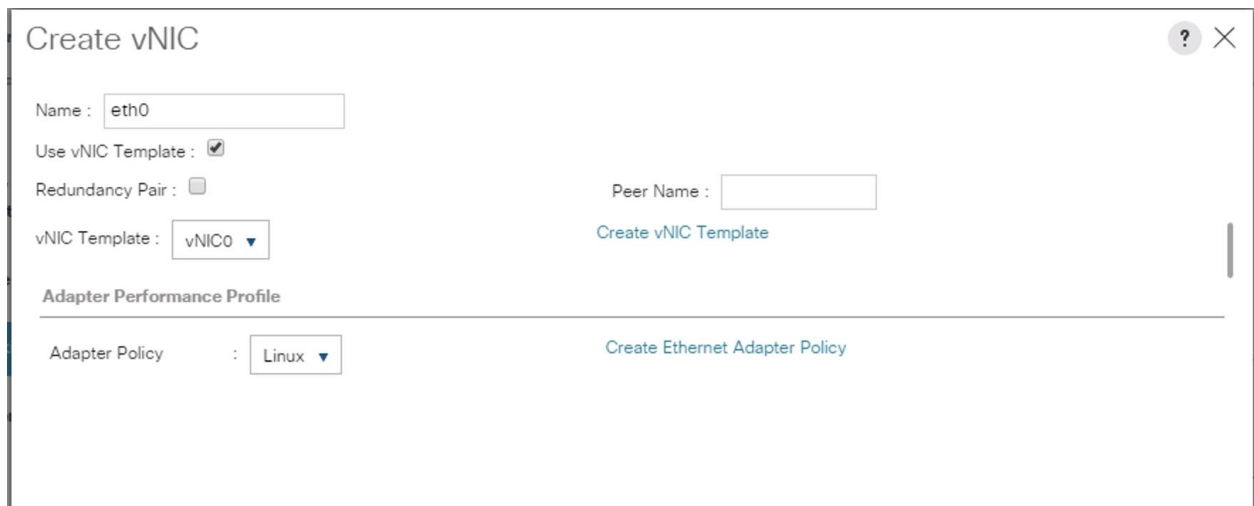 Create vNIC
?
Name : eth0
Use vNIC Template :
Redundancy Pair :
Peer Name :
vNIC Template : vNIC0
Create vNIC Template
Adapter Performance Profile
Adapter Policy : Linux
Create Ethernet Adapter Policy